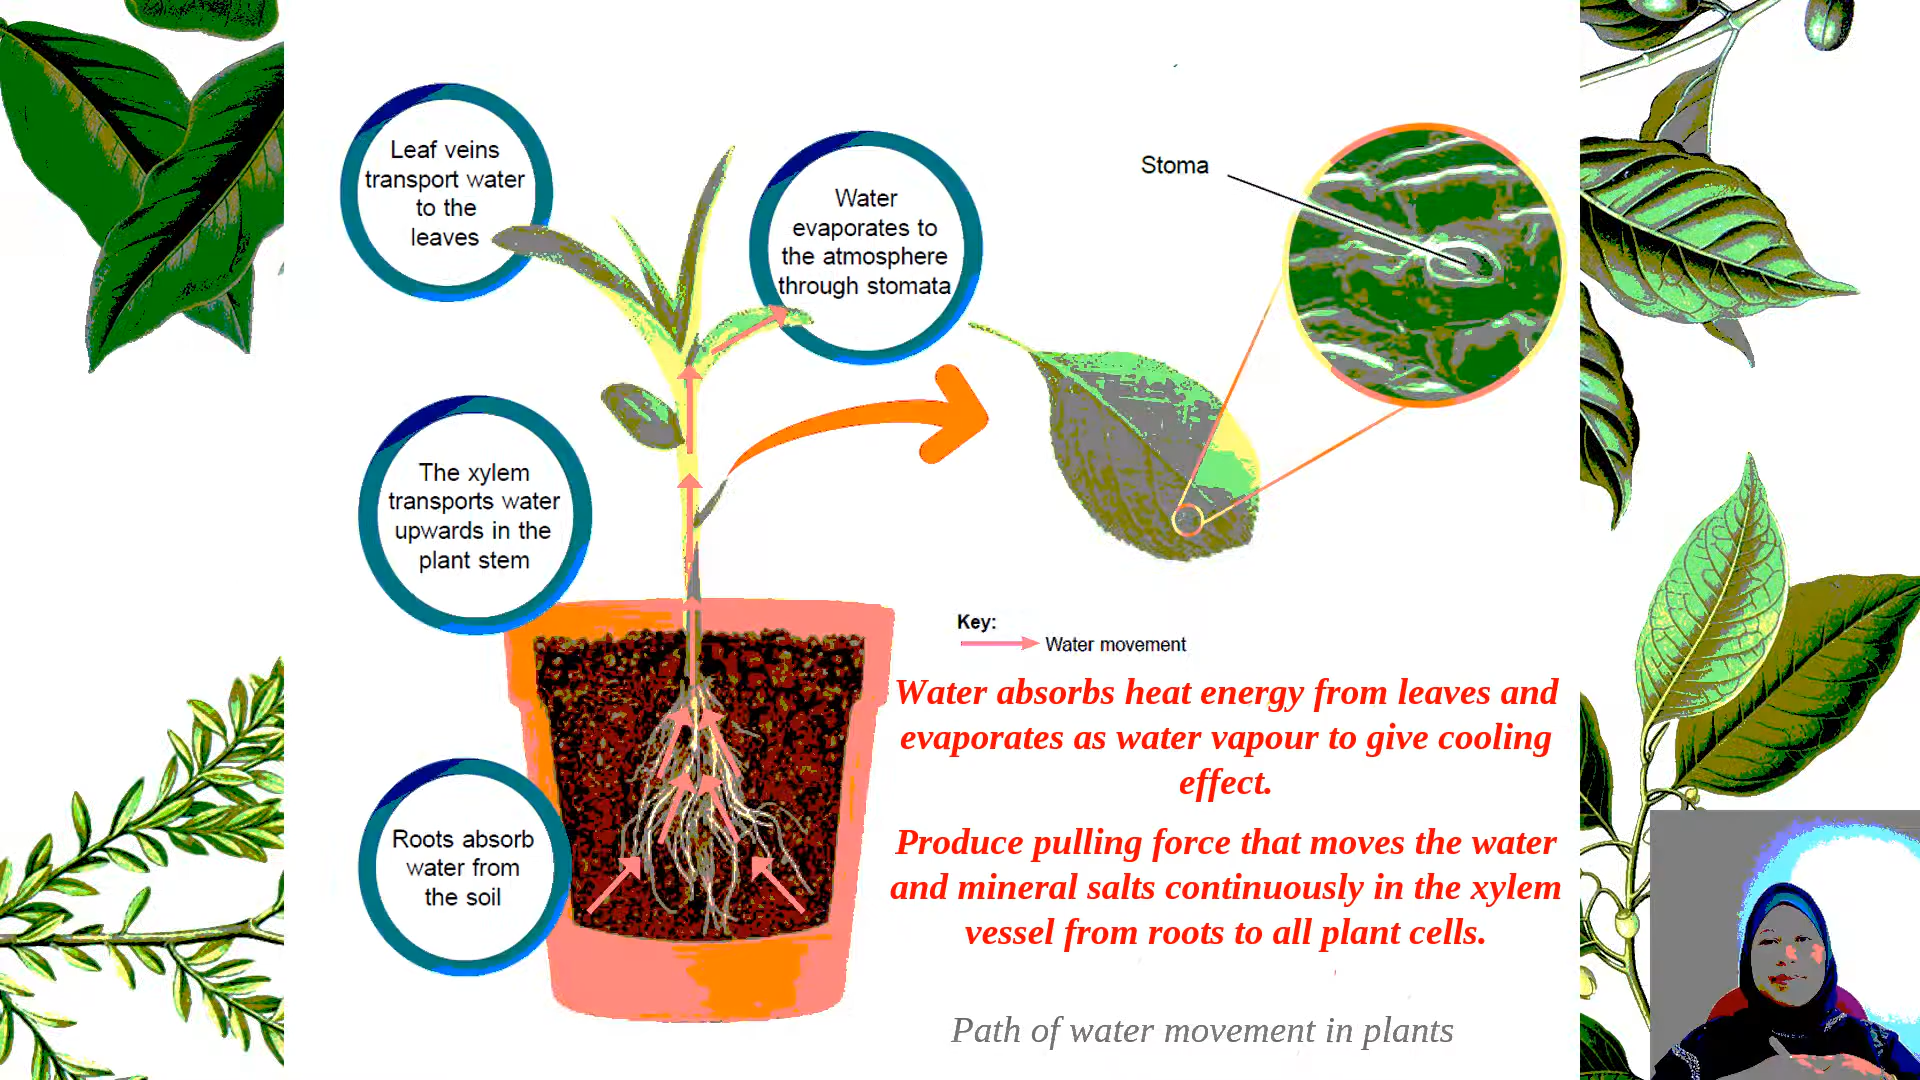 Leaf veins
transport water
to the
leaves
Water
evaporates to
the atmosphere
through stomata
Stoma
The xylem
transports water
upwards in the
plant stem
Key:
Water movement
Water absorbs heat energy from leaves and
evaporates as water vapour to give cooling
effect.
Roots absorb
water from
the soil
Produce pulling force that moves the water
and mineral salts continuously in the xylem
vessel from roots to all plant cells.
Path of water movement in plants